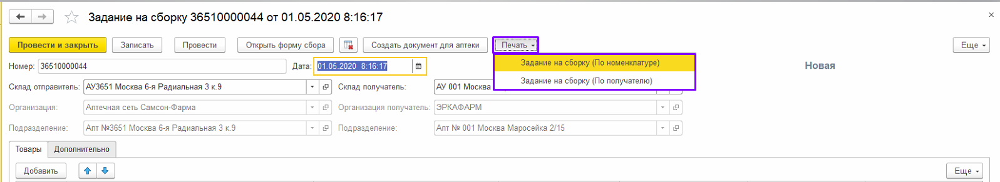 Задание на сборку 36510000044 от 01.05.2020 8:16:17
Провести и закрыть Записать Провести Открыть форму сбора Создать документ для аптеки Печать Еще
Номер: 36510000044 Дата: 01.05.2020 8:16:17
Задание на сборку (По номенклатуре)
Новая
Задание на сборку (По получателю)
Склад отправитель: АУ3651 Москва 6-я Радиальная 3 к.9 Склад получатель: АУ 001 Москва
Организация: Аптечная сеть Самсон-Фарма Организация получатель: ЭРКАФАРМ
Подразделение: Апт №3651 Москва 6-я Радиальная 3 к.9 Подразделение: Апт № 001 Москва Маросейка 2/15
Товары Дополнительно
Добавить Еще